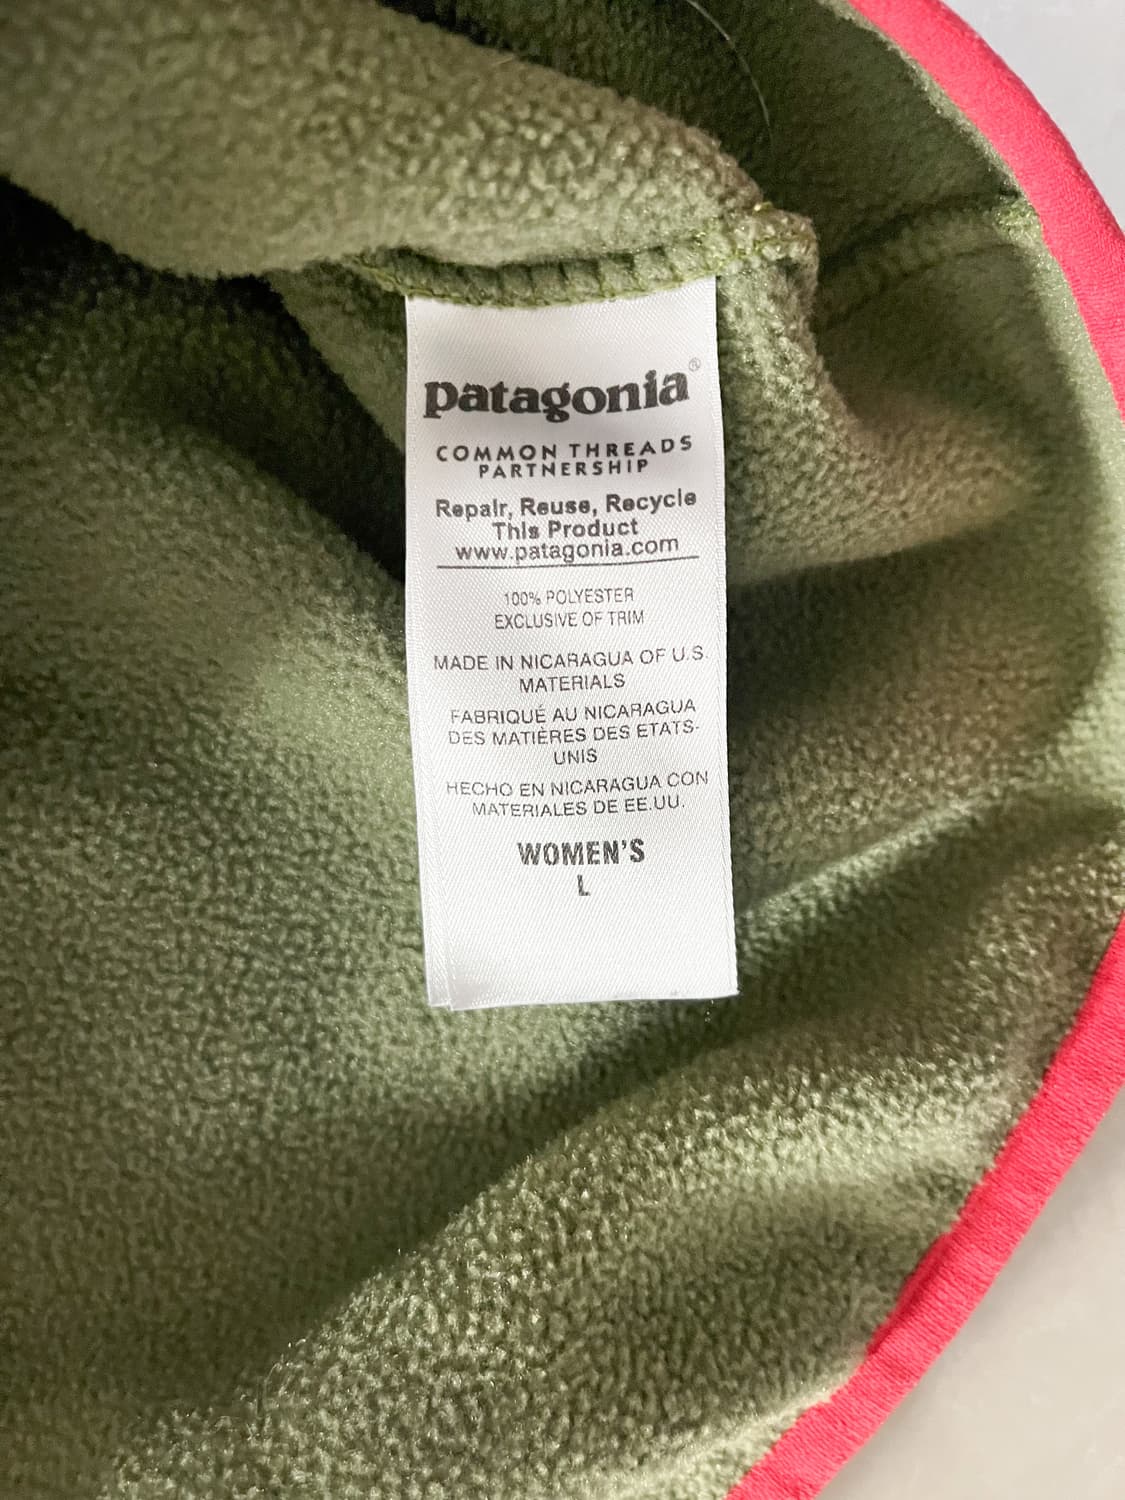 patagonia®
COMMON THREADS
PARTNERSHIP
Repair, Reuse, Recycle
This Product
www.patagonia.com
100% POLYESTER
EXCLUSIVE OF TRIM
MADE IN NICARAGUA OF U.S.
MATERIALS
FABRIQUÉ AU NICARAGUA
DES MATIÈRES DES ETATS-
UNIS
HECHO EN NICARAGUA CON
MATERIALES DE EE.UU.
WOMEN'S
L